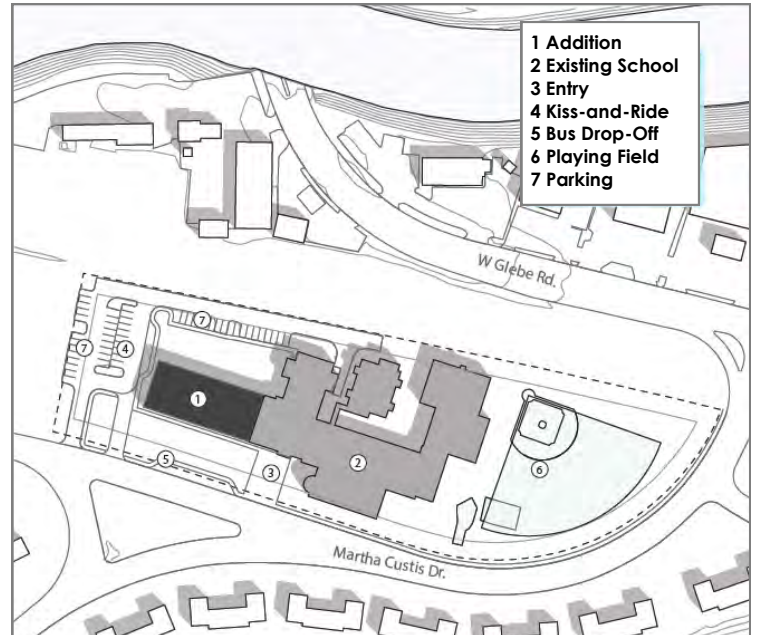 1 Addition
2 Existing School
3 Entry
4 Kiss-and-Ride
5 Bus Drop-Off
6 Playing Field
7 Parking
W Glebe Rd.
7
7
4
1
2
6
5
3
Martha Custis Dr.